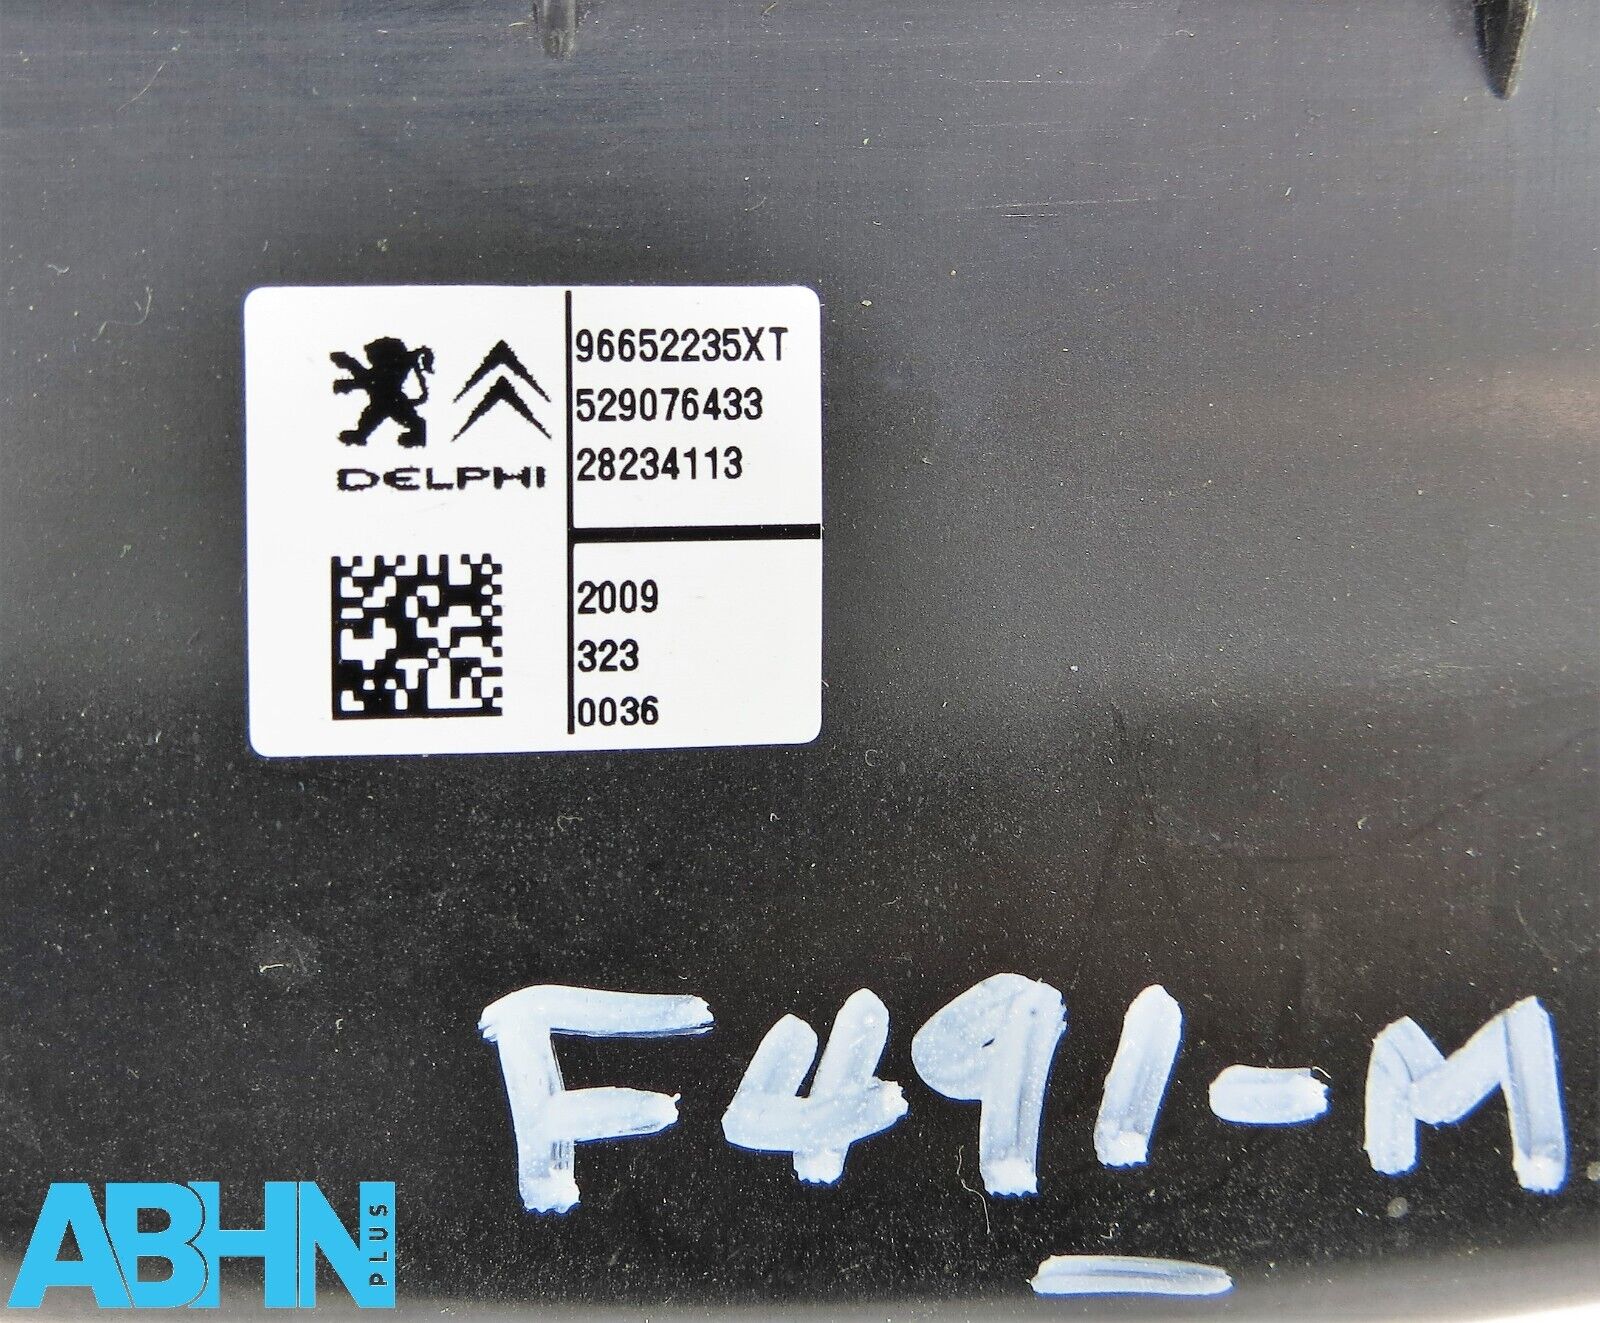 DELPHI
96652235XT
529076433
28234113
2009
323
0036
F491-M
ABHN
PLUS